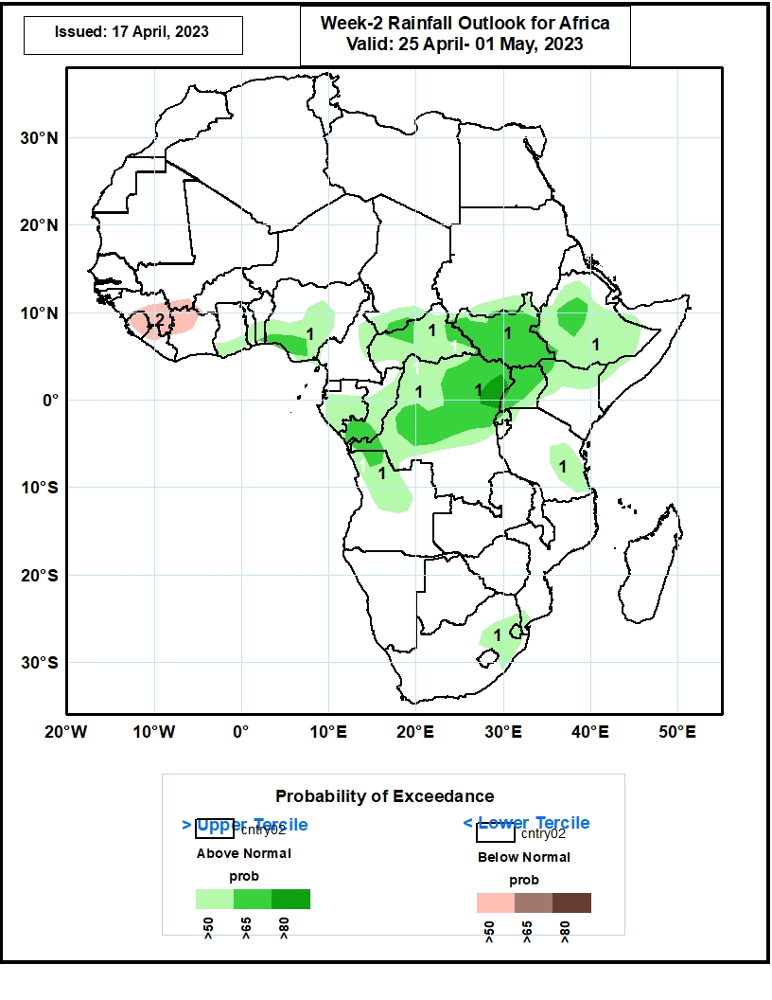 Issued: 17 April, 2023
Week-2 Rainfall Outlook for Africa
Valid: 25 April- 01 May, 2023
30°N
20°N
10°N
0°
10°S
20°S
30°S
2
1
1
1
1
1
1
1
1
1
1
1
1
20°W
10°W
0°
10°E
20°E
30°E
40°E
50°E
Probability of Exceedance
> Upper Tercile
cntry02
Above Normal
prob
>50
>65
>80
< Lower Tercile
cntry02
Below Normal
prob
>50
>65
>80